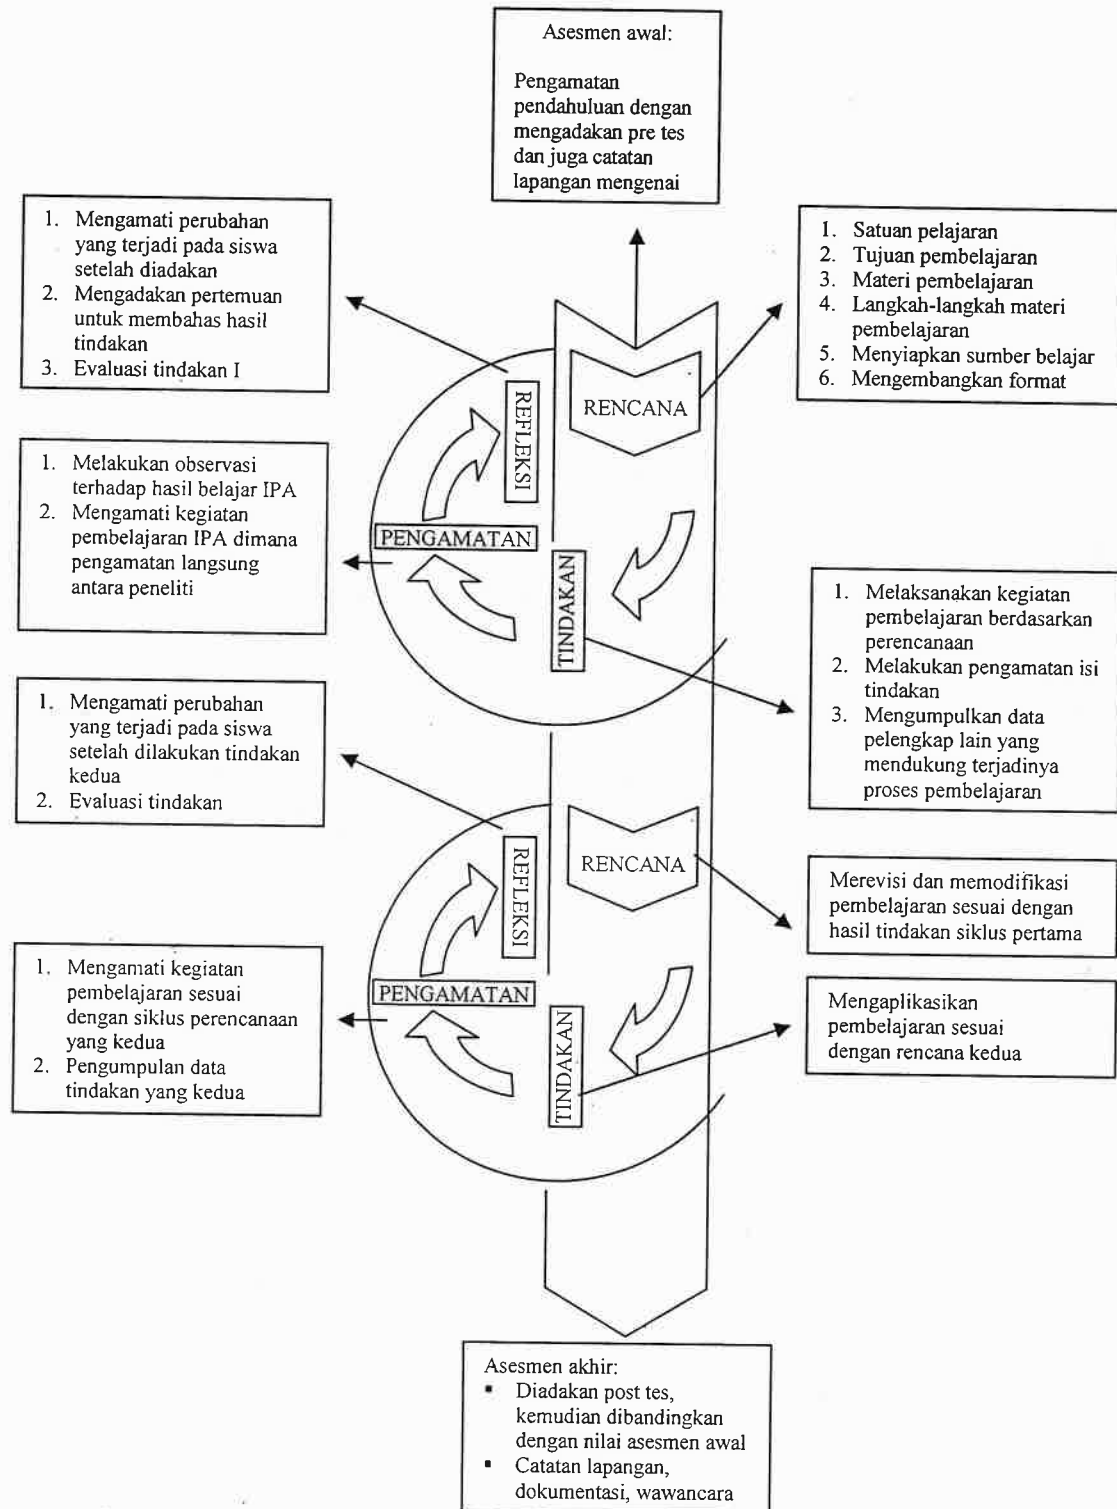 Asesmen awal:
Pengamatan
pendahuluan dengan
mengadakan pre tes
dan juga catatan
lapangan mengenai
1. Mengamati perubahan
yang terjadi pada siswa
setelah diadakan
2. Mengadakan pertemuan
untuk membahas hasil
tindakan
3. Evaluasi tindakan I
1. Satuan pelajaran
2. Tujuan pembelajaran
3. Materi pembelajaran
4. Langkah-langkah materi
pembelajaran
5. Menyiapkan sumber belajar
6. Mengembangkan format
RENCANA
REFLEKSI
1. Melakukan observasi
terhadap hasil belajar IPA
2. Mengamati kegiatan
pembelajaran IPA dimana
pengamatan langsung
antara peneliti
PENGAMATAN
TINDAKAN
1. Melaksanakan kegiatan
pembelajaran berdasarkan
perencanaan
2. Melakukan pengamatan isi
tindakan
3. Mengumpulkan data
pelengkap lain yang
mendukung terjadinya
proses pembelajaran
1. Mengamati perubahan
yang terjadi pada siswa
setelah dilakukan tindakan
kedua
2. Evaluasi tindakan
RENCANA
REFLEKSI
Merevisi dan memodifikasi
pembelajaran sesuai dengan
hasil tindakan siklus pertama
1. Mengamati kegiatan
pembelajaran sesuai
dengan siklus perencanaan
yang kedua
2. Pengumpulan data
tindakan yang kedua
PENGAMATAN
TINDAKAN
Mengaplikasikan
pembelajaran sesuai
dengan rencana kedua
Asesmen akhir:
▪ Diadakan post tes,
kemudian dibandingkan
dengan nilai asesmen awal
▪ Catatan lapangan,
dokumentasi, wawancara